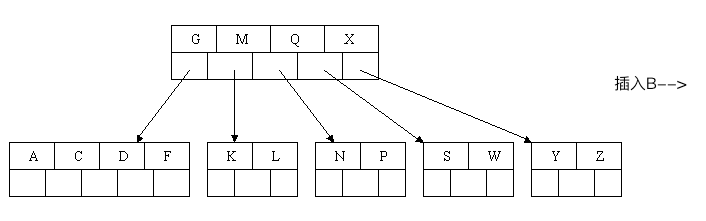 G M Q X
插入B-->
A C D F K L N P S W Y Z